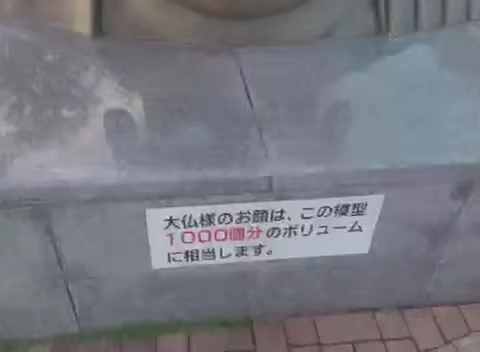 大仏様のお顔は、この模型
１０００個分のボリューム
に相当します。